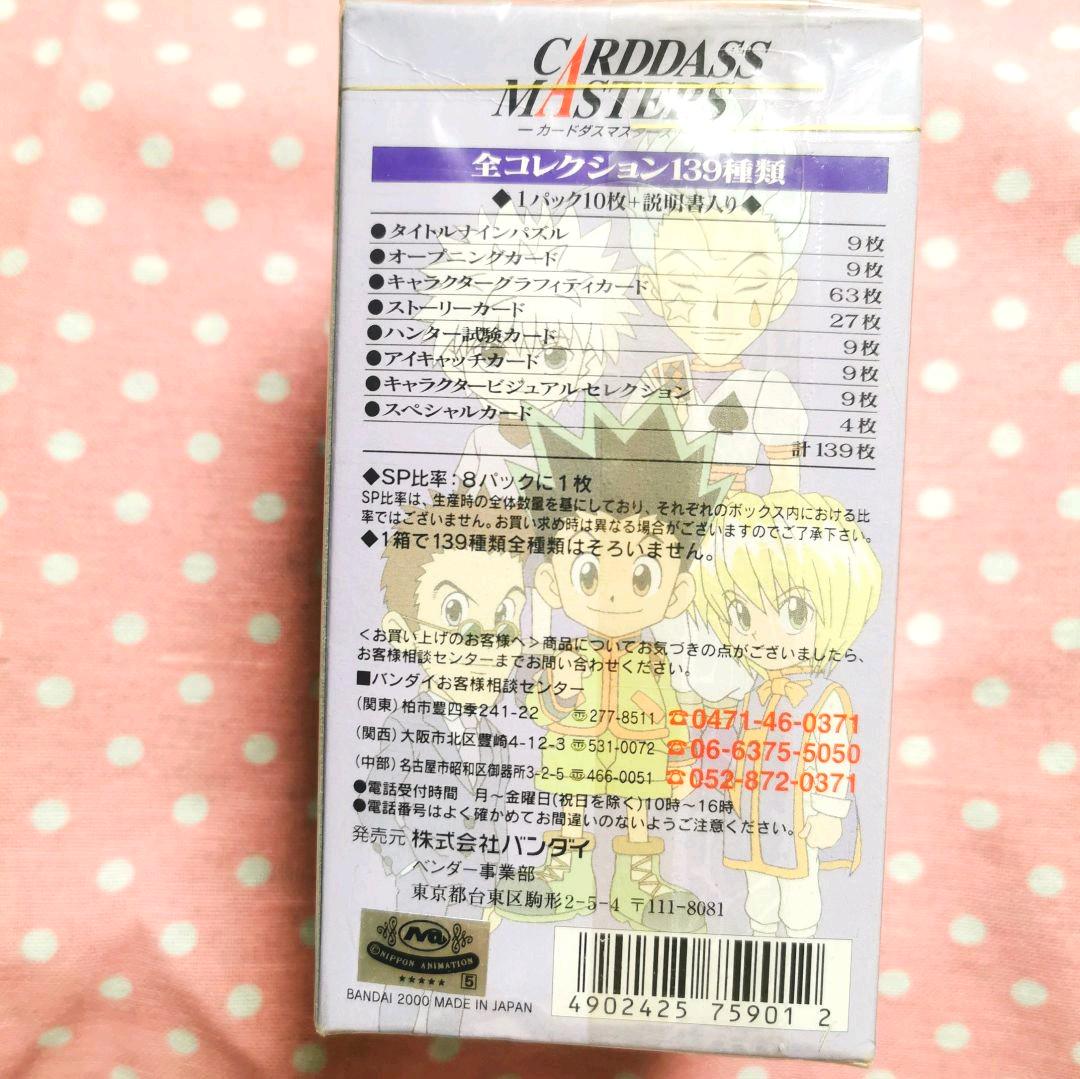 CARDDASS
MASTERS
ーカードダスマスターズ
全コレクション139種類
◆1パック10枚+説明書入り◆
●タイトルナインパズル 9枚
●オープニングカード 9枚
●キャラクターグラフィティカード 63枚
●ストーリーカード 27枚
●ハンター試験カード 9枚
●アイキャッチカード 9枚
●キャラクタービジュアルセレクション 9枚
●スペシャルカード 4枚
計139枚
◆SP比率:8パックに1枚
SP比率は、生産時の全体数量を基にしており、それぞれのボックス内における比
率ではございません。お買い求め時は異なる場合がございますのでご了承下さい。
◆1箱で139種類全種類はそろいません。
<お買い上げのお客様へ>商品についてお気づきの点がございましたら、
お客様相談センターまでお問い合わせください。
■バンダイお客様相談センター
(関東)柏市豊四季241-22 〒277-8511 ☎0471-46-0371
(関西)大阪市北区豊崎4-12-3 〒531-0072 ☎06-6375-5050
(中部)名古屋市昭和区御器所3-2-5 〒466-0051 ☎052-872-0371
●電話受付時間 月～金曜日(祝日を除く)10時～16時
●電話番号はよく確かめてお間違いのないようご注意ください。
発売元 株式会社バンダイ
ベンダー事業部
東京都台東区駒形2-5-4 〒111-8081
NA
©NIPPON ANIMATION
★★★★★ 5
BANDAI 2000 MADE IN JAPAN
4902425 75901 2